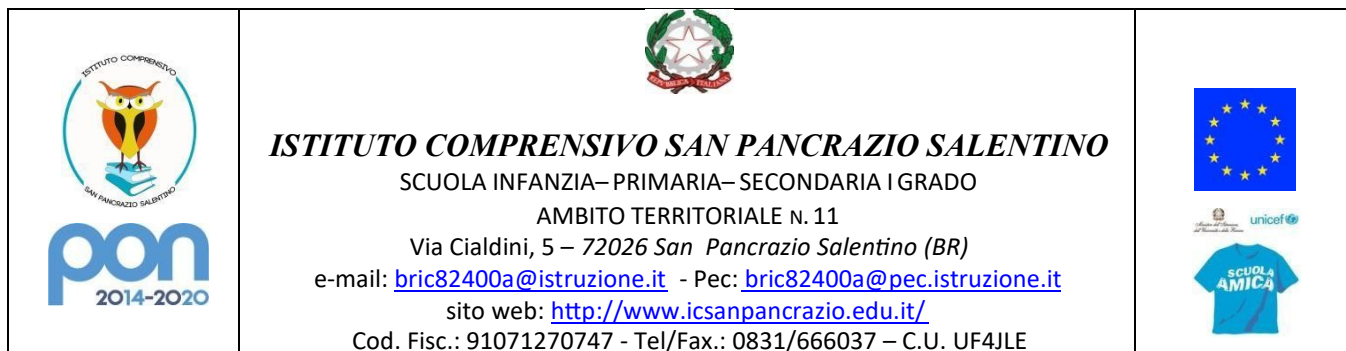 ISTITUTO COMPRENSIVO
SAN PANCRAZIO SALENTINO
pon
2014-2020
REPVBBLICA ITALIANA
ISTITUTO COMPRENSIVO SAN PANCRAZIO SALENTINO
SCUOLA INFANZIA– PRIMARIA– SECONDARIA I GRADO
AMBITO TERRITORIALE N. 11
Via Cialdini, 5 – 72026 San Pancrazio Salentino (BR)
e-mail: bric82400a@istruzione.it - Pec: bric82400a@pec.istruzione.it
sito web: http://www.icsanpancrazio.edu.it/
Cod. Fisc.: 91071270747 - Tel/Fax.: 0831/666037 – C.U. UF4JLE
unicef
SCUOLA
AMICA